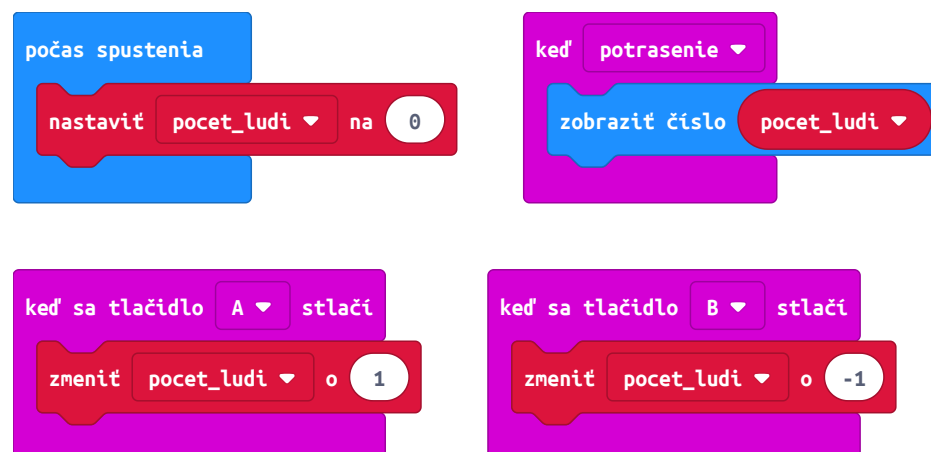 počas spustenia
nastaviť pocet_ludi na 0
keď potrasenie
zobraziť číslo pocet_ludi
keď sa tlačidlo A stlačí
zmeniť pocet_ludi o 1
keď sa tlačidlo B stlačí
zmeniť pocet_ludi o -1